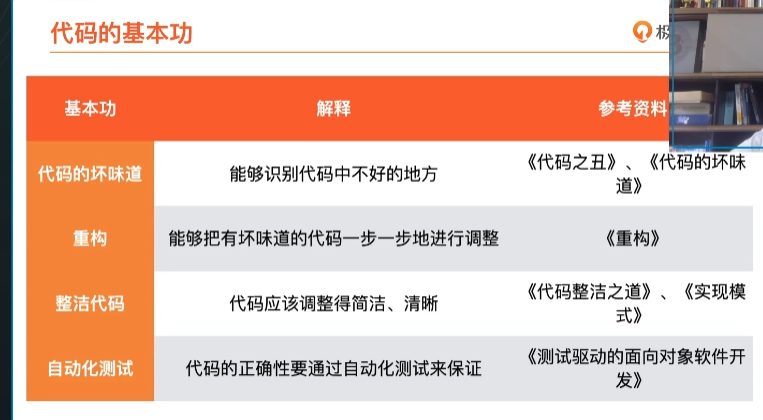 代码的基本功
极
基本功
解释
参考资料
代码的坏味道
能够识别代码中不好的地方
《代码之丑》、《代码的坏味
道》
重构
能够把有坏味道的代码一步一步地进行调整
《重构》
整洁代码
代码应该调整得简洁、清晰
《代码整洁之道》、《实现模
式》
自动化测试
代码的正确性要通过自动化测试来保证
《测试驱动的面向对象软件开
发》